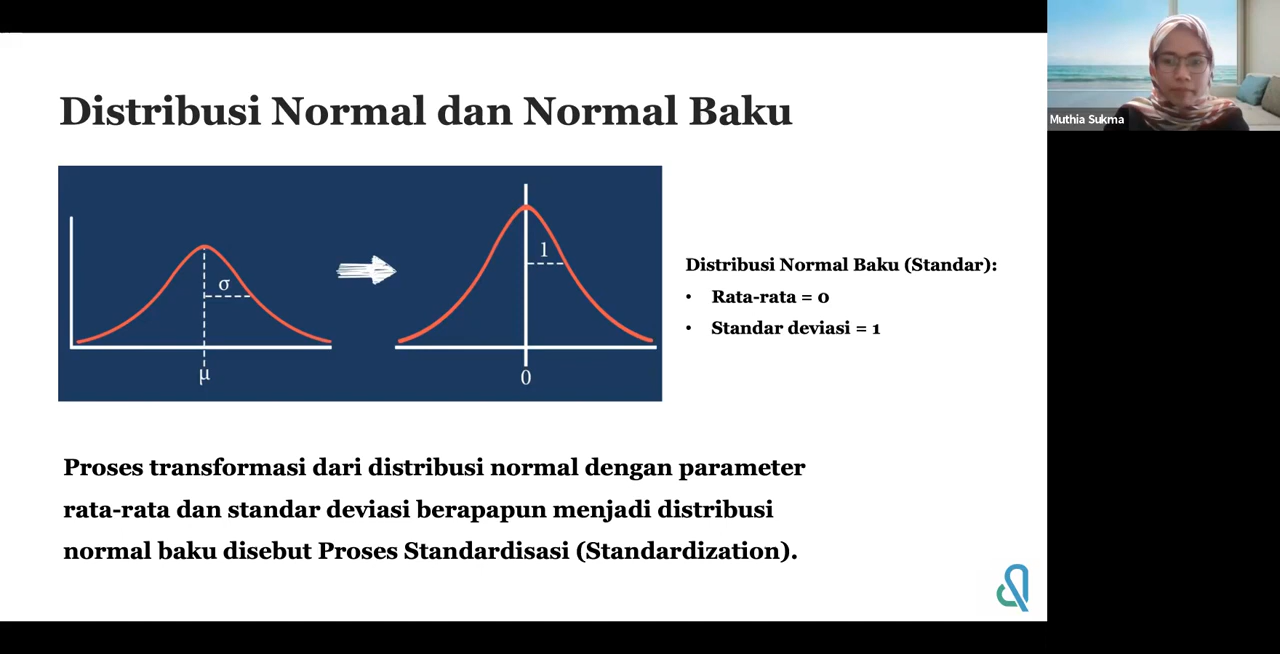 Distribusi Normal dan Normal Baku
σ
μ
1
0
Distribusi Normal Baku (Standar):
• Rata-rata = 0
• Standar deviasi = 1
Proses transformasi dari distribusi normal dengan parameter
rata-rata dan standar deviasi berapapun menjadi distribusi
normal baku disebut Proses Standardisasi (Standardization).
Muthia Sukma